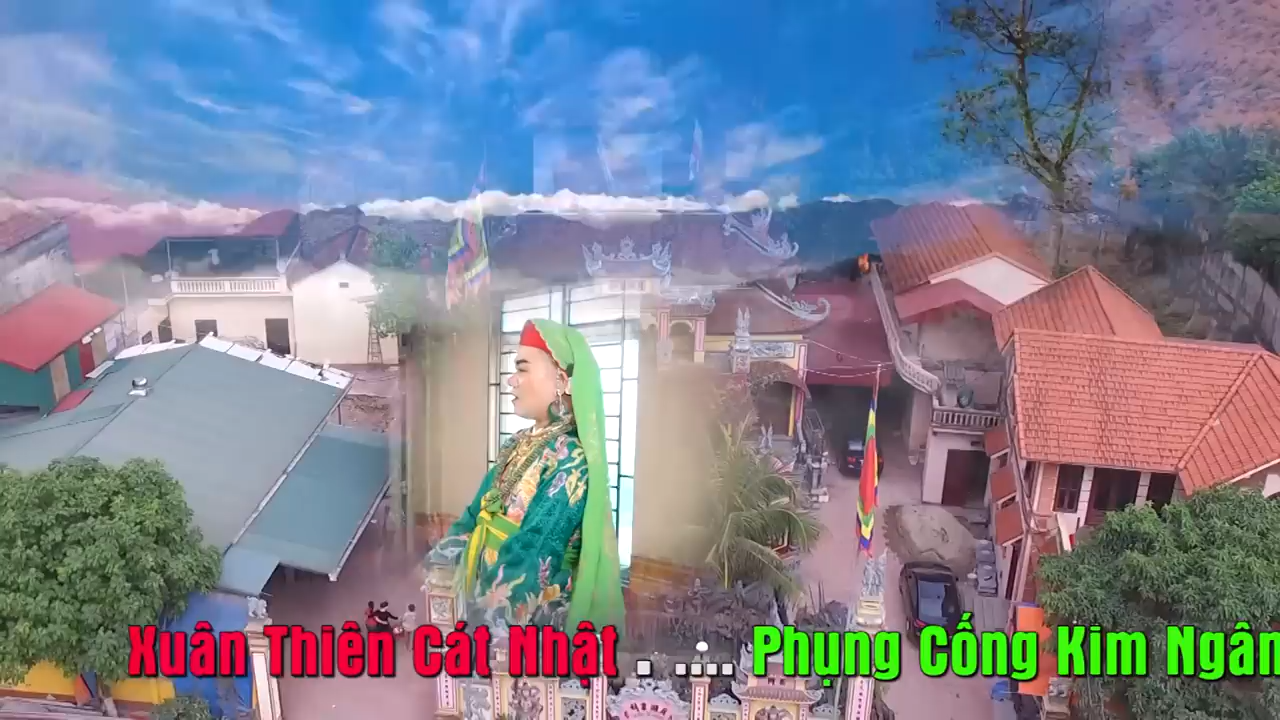 Xuân Thiên Cát Nhật . .... Phụng Cống Kim Ngân